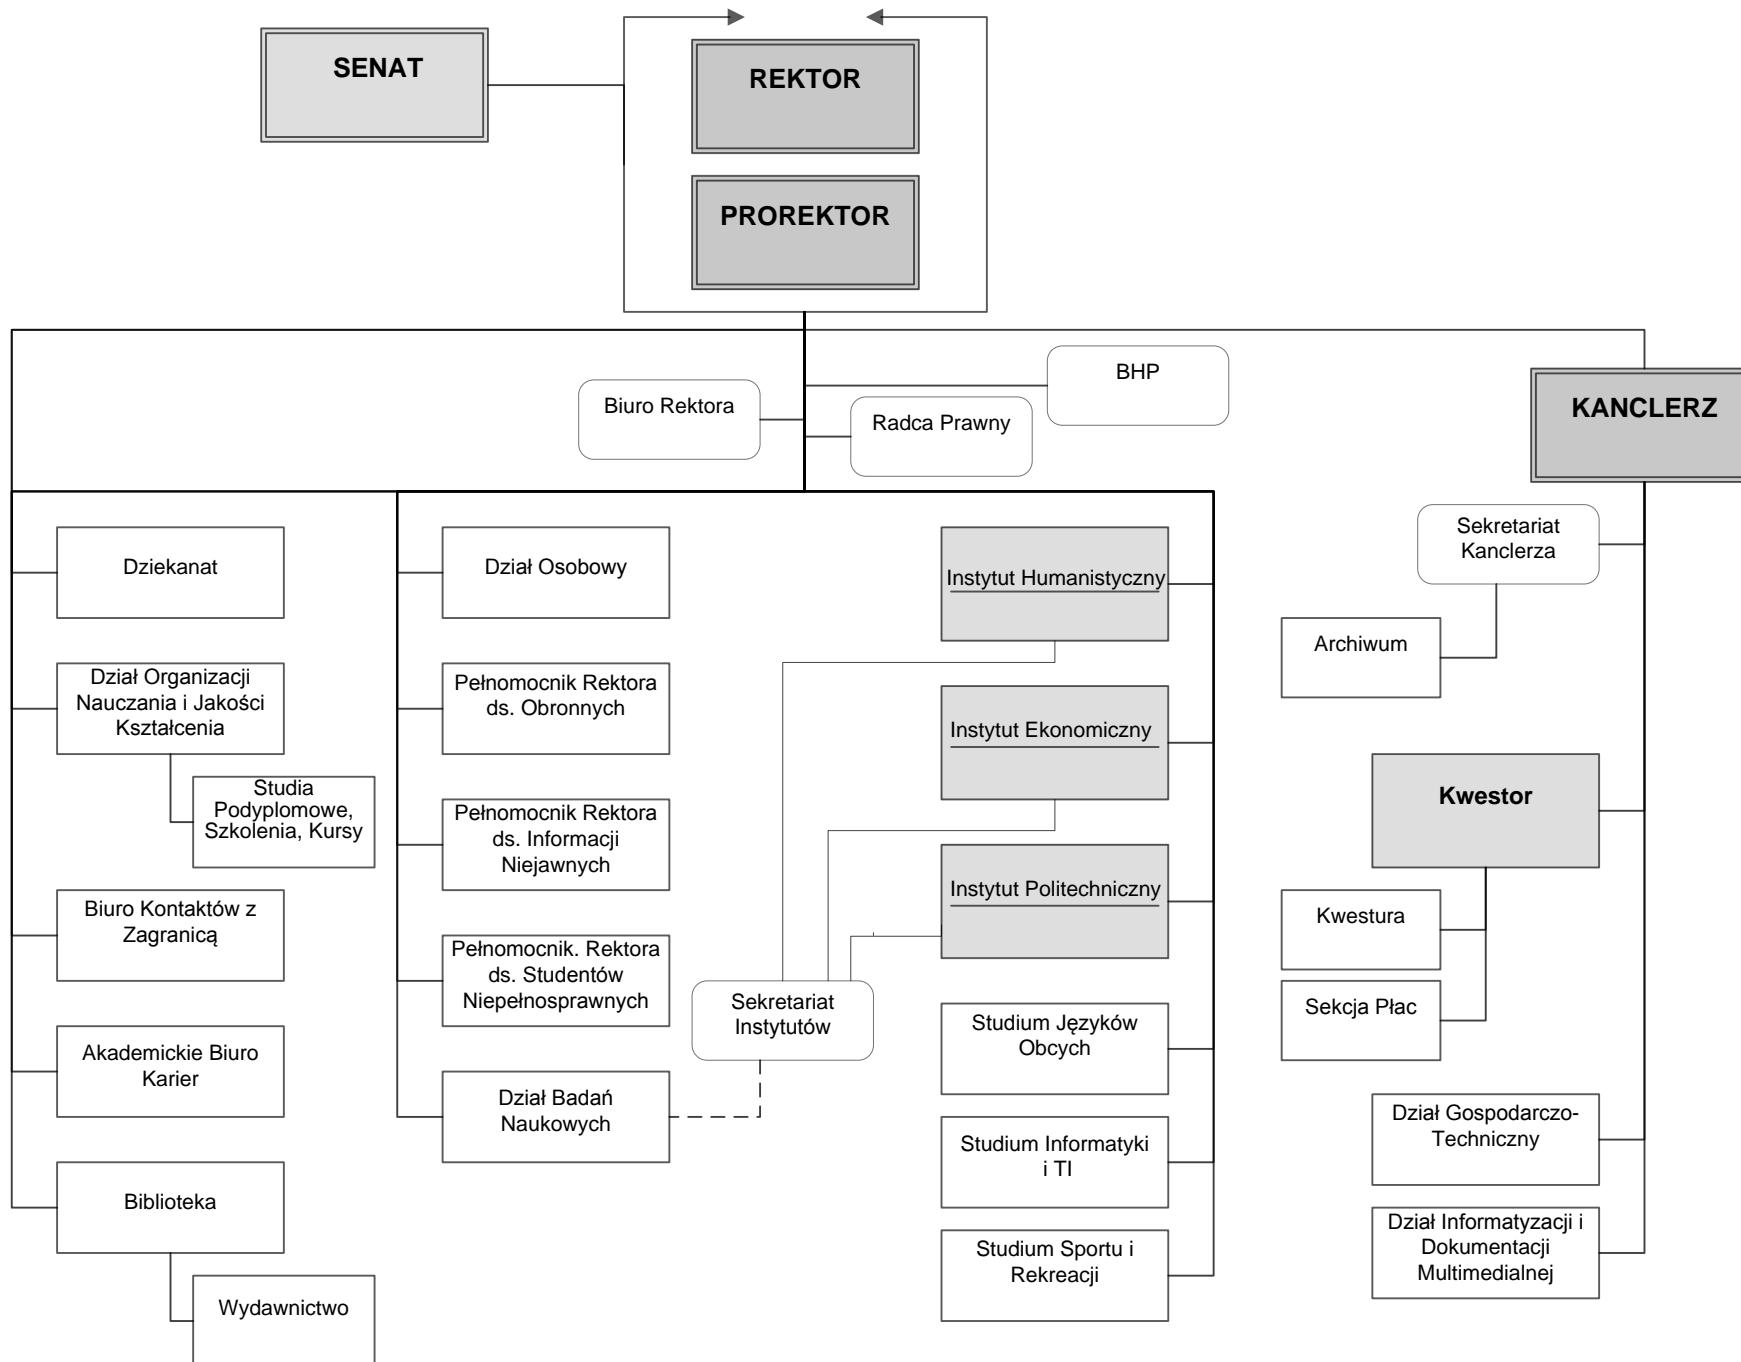 SENAT
REKTOR
PROREKTOR
BHP
Biuro Rektora
Radca Prawny
KANCLERZ
Sekretariat
Kanclerza
Archiwum
Dziekanat
Dział Organizacji
Nauczania i Jakości
Kształcenia
Studia
Podyplomowe,
Szkolenia, Kursy
Biuro Kontaktów z
Zagranicą
Akademickie Biuro
Karier
Biblioteka
Wydawnictwo
Dział Osobowy
Pełnomocnik Rektora
ds. Obronnych
Pełnomocnik Rektora
ds. Informacji
Niejawnych
Pełnomocnik. Rektora
ds. Studentów
Niepełnosprawnych
Dział Badań
Naukowych
Sekretariat
Instytutów
Instytut Humanistyczny
Instytut Ekonomiczny
Instytut Politechniczny
Studium Języków
Obcych
Studium Informatyki
i TI
Studium Sportu i
Rekreacji
Kwestor
Kwestura
Sekcja Płac
Dział Gospodarczo-
Techniczny
Dział Informatyzacji i
Dokumentacji
Multimedialnej